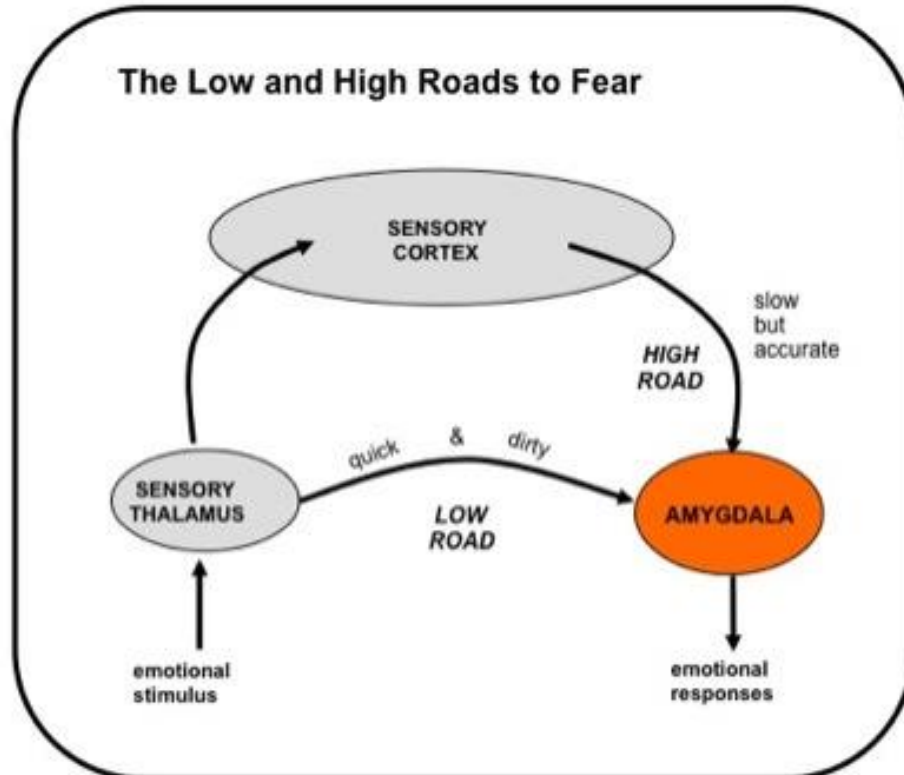 The Low and High Roads to Fear
SENSORY
CORTEX
slow
but
accurate
HIGH
ROAD
quick & dirty
SENSORY
THALAMUS
LOW
ROAD
AMYGDALA
emotional
stimulus
emotional
responses